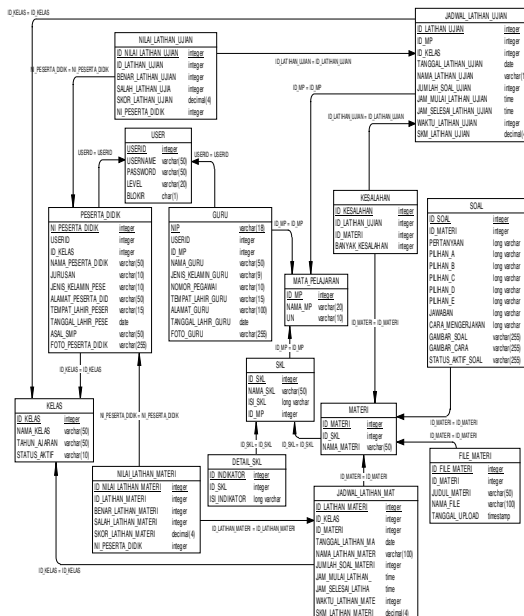 ID_KELAS = ID_KELAS
NILAI_LATIHAN_UJIAN
ID_NILAI_LATIHAN_UJIAN integer
ID_LATIHAN_UJIAN integer
BENAR_LATIHAN_UJIAN integer
SALAH_LATIHAN_UJIA integer
SKOR_LATIHAN_UJIAN decimal(4)
NI_PESERTA_DIDIK integer
JADWAL_LATIHAN_UJIAN
ID_LATIHAN_UJIAN integer
ID_MP integer
ID_KELAS integer
TANGGAL_LATIHAN_UJIAN date
NAMA_LATIHAN_UJIAN varchar(1
JUMLAH_SOAL_UJIAN integer
JAM_MULAI_LATIHAN_UJIAN time
JAM_SELESAI_LATIHAN_UJIAN time
WAKTU_LATIHAN_UJIAN integer
SKM_LATIHAN_UJIAN decimal(4
ID_LATIHAN_UJIAN = ID_LATIHAN_UJIAN
NI_PESERTA_DIDIK = NI_PESERTA_DIDIK
ID_MP = ID_MP
ID_LATIHAN_UJIAN = ID_LATIHAN_UJIAN
USER
USERID integer
USERNAME varchar(50)
PASSWORD varchar(50)
LEVEL varchar(20)
BLOKIR char(1)
USERID = USERID
USERID = USERID
PESERTA_DIDIK
NI_PESERTA_DIDIK integer
USERID integer
ID_KELAS integer
NAMA_PESERTA_DIDIK varchar(50)
JURUSAN varchar(10)
JENIS_KELAMIN_PESE varchar(10)
ALAMAT_PESERTA_DID varchar(50)
TEMPAT_LAHIR_PESER varchar(15)
TANGGAL_LAHIR_PESE date
ASAL_SMP varchar(50)
FOTO_PESERTA_DIDIK varchar(255)
GURU
NIP varchar(18)
USERID integer
ID_MP integer
NAMA_GURU varchar(50)
JENIS_KELAMIN_GURU varchar(9)
NOMOR_PEGAWAI varchar(10)
TEMPAT_LAHIR_GURU varchar(15)
ALAMAT_GURU varchar(100)
TANGGAL_LAHIR_GURU date
FOTO_GURU varchar(255)
ID_MP = ID_MP
KESALAHAN
ID_KESALAHAN integer
ID_LATIHAN_UJIAN integer
ID_MATERI integer
BANYAK_KESALAHAN integer
SOAL
ID_SOAL integer
ID_MATERI integer
PERTANYAAN long varchar
PILIHAN_A long varchar
PILIHAN_B long varchar
PILIHAN_C long varchar
PILIHAN_D long varchar
PILIHAN_E long varchar
JAWABAN long varchar
CARA_MENGERJAKAN long varchar
GAMBAR_SOAL varchar(255)
GAMBAR_CARA varchar(255)
STATUS_AKTIF_SOAL varchar(255)
MATA_PELAJARAN
ID_MP integer
NAMA_MP varchar(20)
UN varchar(10)
ID_MATERI = ID_MATERI
ID_MP = ID_MP
ID_KELAS = ID_KELAS
SKL
ID_SKL integer
NAMA_SKL varchar(50)
ISI_SKL long varchar
ID_MP integer
KELAS
ID_KELAS integer
NAMA_KELAS varchar(50)
TAHUN_AJARAN varchar(50)
STATUS_AKTIF varchar(10)
NI_PESERTA_DIDIK = NI_PESERTA_DIDIK
MATERI
ID_MATERI integer
ID_SKL integer
NAMA_MATERI varchar(50)
ID_MATERI = ID_MATERI
ID_MATERI = ID_MATERI
ID_SKL = ID_SKL
ID_SKL = ID_SKL
DETAIL_SKL
ID_INDIKATOR integer
ID_SKL integer
ISI_INDIKATOR long varchar
FILE_MATERI
ID_FILE_MATERI integer
ID_MATERI integer
JUDUL_MATERI varchar(50)
NAMA_FILE varchar(100)
TANGGAL_UPLOAD timestamp
NILAI_LATIHAN_MATERI
ID_NILAI_LATIHAN_MATERI integer
ID_LATIHAN_MATERI integer
BENAR_LATIHAN_MATERI integer
SALAH_LATIHAN_MATERI integer
SKOR_LATIHAN_MATERI decimal(4)
NI_PESERTA_DIDIK integer
ID_MATERI = ID_MATERI
ID_LATIHAN_MATERI = ID_LATIHAN_MATERI
JADWAL_LATIHAN_MAT
ID_LATIHAN_MATERI integer
ID_KELAS integer
ID_MATERI integer
TANGGAL_LATIHAN_MA date
NAMA_LATIHAN_MATER varchar(100)
JUMLAH_SOAL_MATERI integer
JAM_MULAI_LATIHAN_ time
JAM_SELESAI_LATIHA time
WAKTU_LATIHAN_MATE integer
SKM_LATIHAN_MATERI decimal(4)
ID_KELAS = ID_KELAS